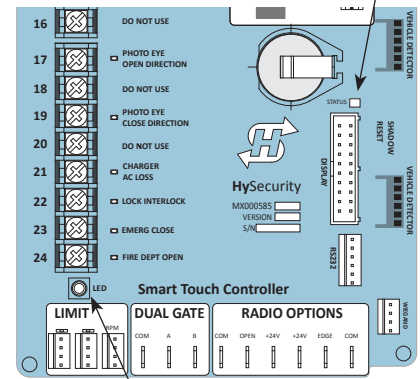 16 DO NOT USE
17 PHOTO EYE
OPEN DIRECTION
18 DO NOT USE
19 PHOTO EYE
CLOSE DIRECTION
20 DO NOT USE
21 CHARGER
AC LOSS
22 LOCK INTERLOCK
23 EMERG CLOSE
24 FIRE DEPT OPEN
LED
VEHICLE DETECTOR
STATUS
SHADOW
RESET
DISPLAY
HySecurity
MX000585
VERSION
S/N
VEHICLE DETECTOR
RS232
WIEGAND
Smart Touch Controller
LIMIT
RPM
DUAL GATE
COM A B
RADIO OPTIONS
COM OPEN +24V +24V EDGE COM